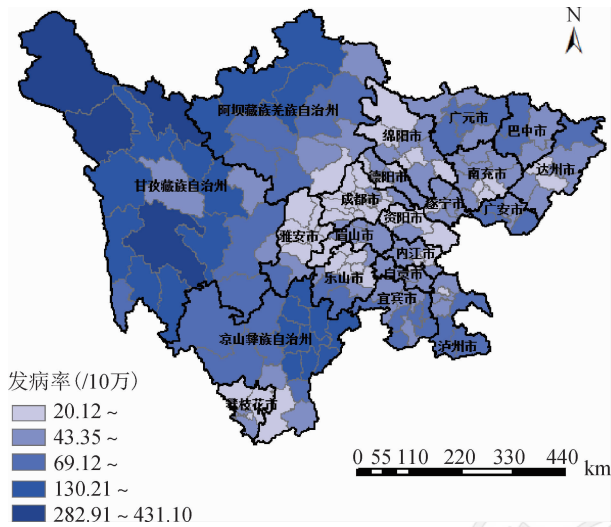 N
阿坝藏族羌族自治州
广元市
巴中市
绵阳市
达州市
德阳市
南充市
甘孜藏族自治州
成都市
遂宁市
广安市
资阳市
雅安市
眉山市
内江市
乐山市
自贡市
宜宾市
凉山彝族自治州
泸州市
攀枝花市
发病率(/10万)
20.12～
43.35～
69.12～
130.21～
282.91～431.10
0 55 110 220 330 440 km